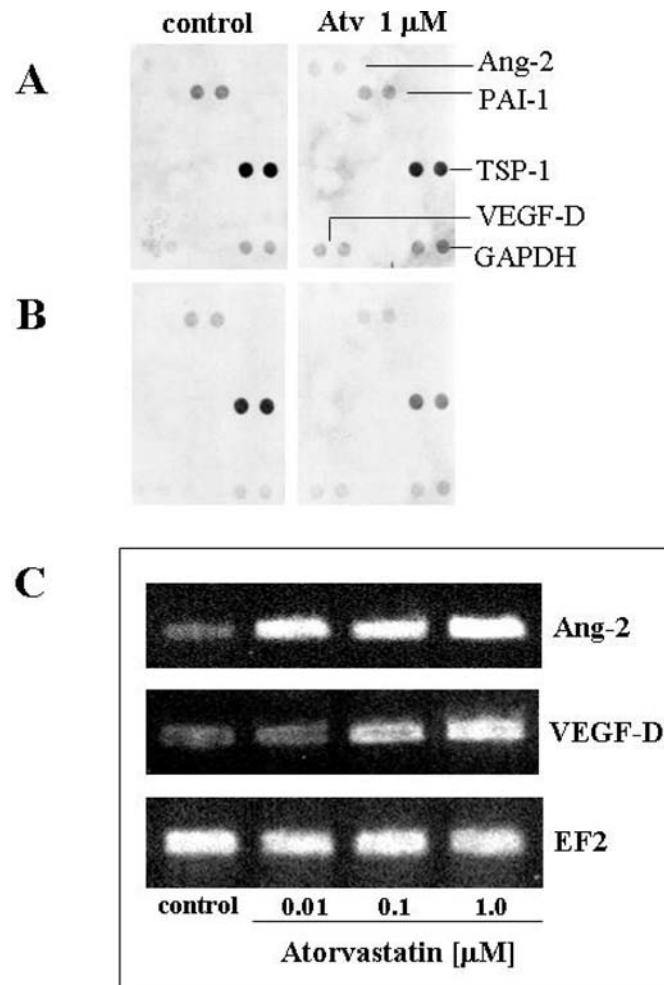 control
Atv 1 μM
A
Ang-2
PAI-1
TSP-1
VEGF-D
GAPDH
B
C
Ang-2
VEGF-D
EF2
control
0.01
0.1
1.0
Atorvastatin [μM]